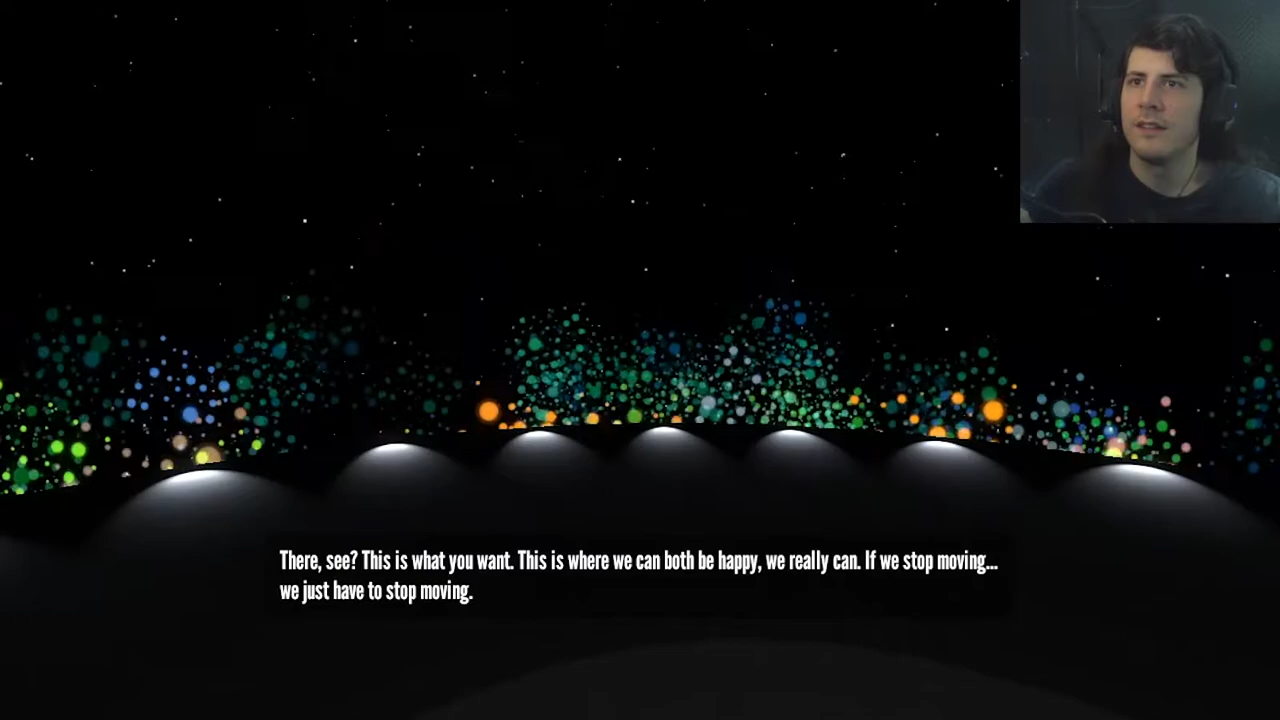 There, see? This is what you want. This is where we can both be happy, we really can. If we stop moving...
we just have to stop moving.